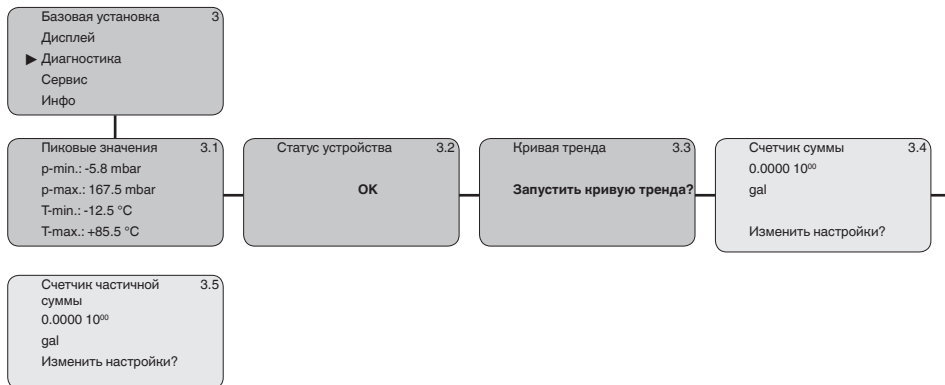 Базовая установка 3
Дисплей
▶ Диагностика
Сервис
Инфо
Пиковые значения 3.1
p-min.: -5.8 mbar
p-max.: 167.5 mbar
T-min.: -12.5 °C
T-max.: +85.5 °C
Статус устройства 3.2
OK
Кривая тренда 3.3
Запустить кривую тренда?
Счетчик суммы 3.4
0.0000 10⁰⁰
gal
Изменить настройки?
Счетчик частичной 3.5
суммы
0.0000 10⁰⁰
gal
Изменить настройки?